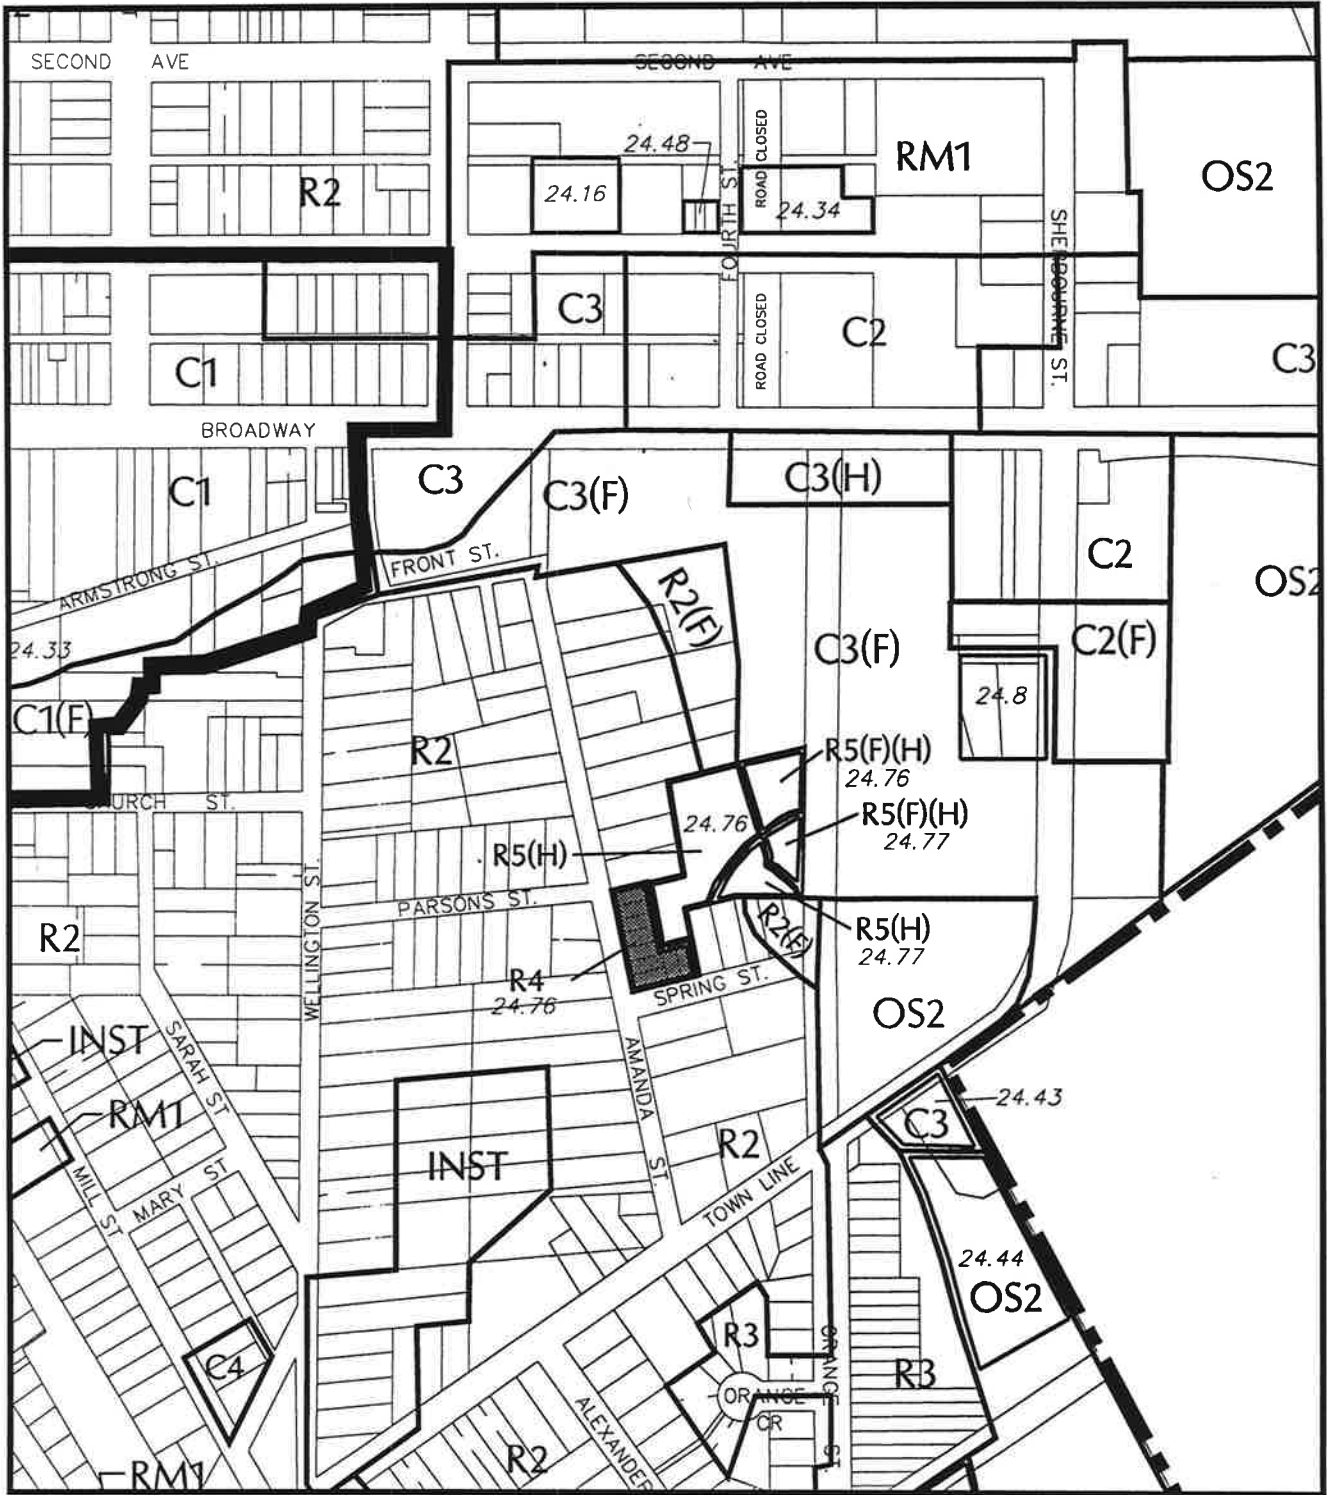 SECOND AVE
SECOND AVE
ROAD CLOSED
24.48
RM1
OS2
R2
24.16
FOURTH ST.
24.34
SHERBOURNE ST.
C3
ROAD CLOSED
C2
C3
C1
BROADWAY
C1
C3
C3(F)
C3(H)
C2
FRONT ST.
ARMSTRONG ST.
R2(F)
OS2
24.33
C3(F)
C2(F)
24.8
C1(F)
R2
R5(F)(H)
24.76
CHURCH ST.
24.76
R5(F)(H)
24.77
R5(H)
WELLINGTON ST.
PARSONS ST.
R2
R2(F)
R5(H)
24.77
R4
24.76
SPRING ST.
OS2
INST
SARAH ST
AMANDA ST.
24.43
C3
RM1
R2
INST
MILL ST
MARY ST
TOWN LINE
24.44
OS2
R3
C4
ORANGE ST.
R3
ORANGE
CR
ALEXANDER
R2
RM1